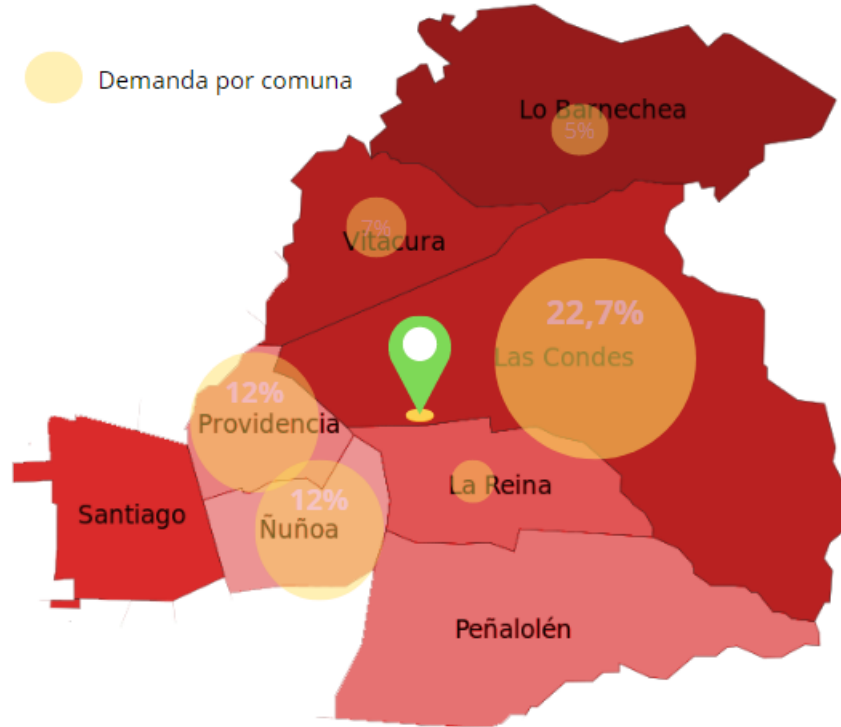 Demanda por comuna
Lo Barnechea
5%
7%
Vitacura
22,7%
Las Condes
12%
Providencia
La Reina
12%
Santiago
Ñuñoa
Peñalolén